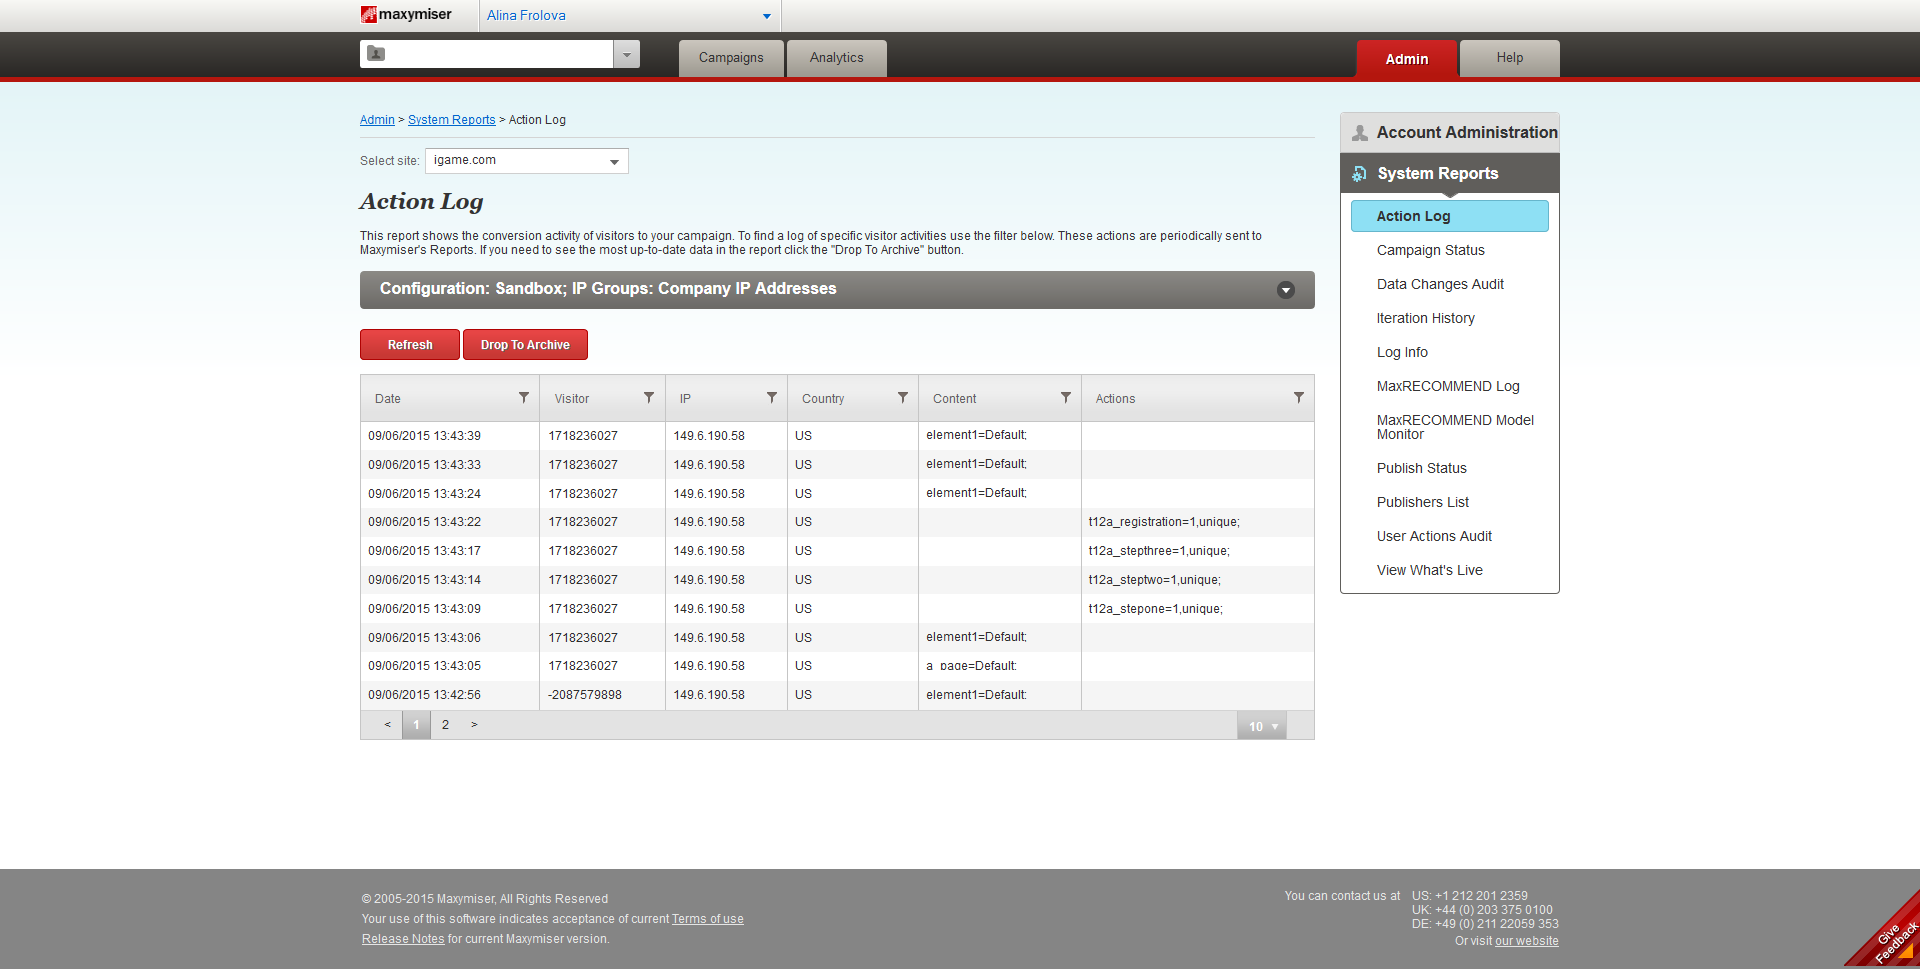 maxymiser
Alina Frolova
Campaigns
Analytics
Admin
Help
Admin > System Reports > Action Log
Select site: igame.com
Action Log
This report shows the conversion activity of visitors to your campaign. To find a log of specific visitor activities use the filter below. These actions are periodically sent to
Maxymiser's Reports. If you need to see the most up-to-date data in the report click the "Drop To Archive" button.
Configuration: Sandbox; IP Groups: Company IP Addresses
Refresh
Drop To Archive
Date Visitor IP Country Content Actions
09/06/2015 13:43:39 1718236027 149.6.190.58 US element1=Default;
09/06/2015 13:43:33 1718236027 149.6.190.58 US element1=Default;
09/06/2015 13:43:24 1718236027 149.6.190.58 US element1=Default;
09/06/2015 13:43:22 1718236027 149.6.190.58 US t12a_registration=1,unique;
09/06/2015 13:43:17 1718236027 149.6.190.58 US t12a_stepthree=1,unique;
09/06/2015 13:43:14 1718236027 149.6.190.58 US t12a_steptwo=1,unique;
09/06/2015 13:43:09 1718236027 149.6.190.58 US t12a_stepone=1,unique;
09/06/2015 13:43:06 1718236027 149.6.190.58 US element1=Default;
09/06/2015 13:43:05 1718236027 149.6.190.58 US a_page=Default;
09/06/2015 13:42:56 -2087579898 149.6.190.58 US element1=Default;
< 1 2 > 10
Account Administration
System Reports
Action Log
Campaign Status
Data Changes Audit
Iteration History
Log Info
MaxRECOMMEND Log
MaxRECOMMEND Model
Monitor
Publish Status
Publishers List
User Actions Audit
View What's Live
© 2005-2015 Maxymiser, All Rights Reserved
Your use of this software indicates acceptance of current Terms of use
Release Notes for current Maxymiser version.
You can contact us at US: +1 212 201 2359
UK: +44 (0) 203 375 0100
DE: +49 (0) 211 22059 353
Or visit our website
Give
Feedback